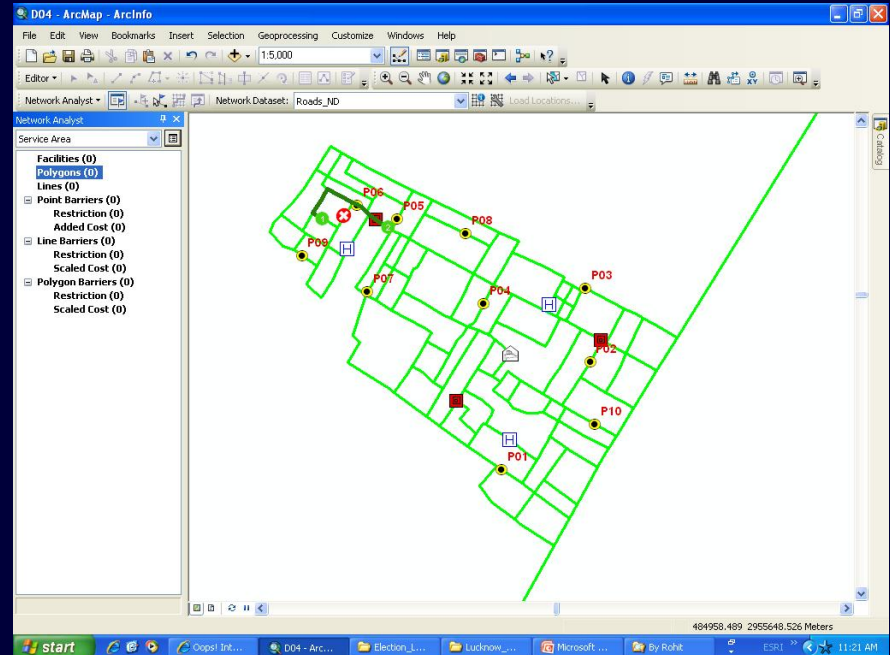 D04 - ArcMap - ArcInfo
File Edit View Bookmarks Insert Selection Geoprocessing Customize Windows Help
1:5,000
Editor
Network Analyst Network Dataset: Roads_ND Load Locations...
Network Analyst
Service Area
Catalog
Facilities (0)
Polygons (0)
Lines (0)
Point Barriers (0)
Restriction (0)
Added Cost (0)
Line Barriers (0)
Restriction (0)
Scaled Cost (0)
Polygon Barriers (0)
Restriction (0)
Scaled Cost (0)
P06
P05
1
2
P08
P09
H
P07
P03
P04
H
P02
P10
H
P01
484958.489 2955648.526 Meters
start Oops! Int... D04 - Arc... Election_L... Lucknow_... Microsoft ... By Rohit ESRI 11:21 AM